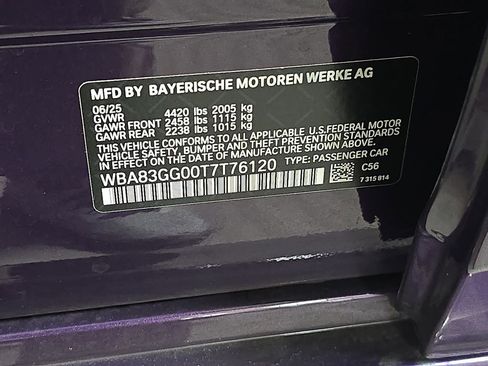 MFD BY BAYERISCHE MOTOREN WERKE AG
06/25
GVWR 4420 lbs 2005 kg
GAWR FRONT 2458 lbs 1115 kg
GAWR REAR 2238 lbs 1015 kg
THIS VEHICLE CONFORMS TO ALL APPLICABLE U.S.FEDERAL MOTOR
VEHICLE SAFETY, BUMPER AND THEFT PREVENTION STANDARDS
IN EFFECT ON THE DATE OF MANUFACTURE SHOWN ABOVE.
WBA83GG00T7T76120 TYPE: PASSENGER CAR
C56
7 315 814